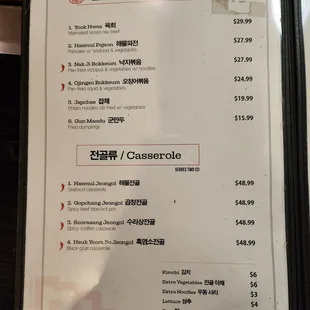 1. Yook Hwea 육회 $29.99
Marinated sliced raw beef
2. Haemul Pajeon 해물파전 $27.99
Pancake w/ seafood & vegetables
3. Nak Ji Bokkeum 낙지볶음 $27.99
Pan fried octopus & vegetables w/ noodles
4. Ojingeo Bokkeum 오징어볶음 $24.99
Pan-fried squid & vegetables
5. Japchae 잡채 $19.99
Potato noodles stir fried w/ vegetables
6. Gun Mandu 군만두 $15.99
Fried dumplings
전골류 / Casserole
SERVES TWO (2)
1. Haemul Jeongol 해물전골 $48.99
Seafood casserole
2. Gopchang Jeongol 곱창전골 $48.99
Spicy beef tripe hot pot
3. Soorasang Jeongol 수라상전골 $48.99
Spicy codfish casserole
4. Heuk Yeom So Jeongol 흑염소전골 $48.99
Black goat casserole
Kimchi 김치 $6
Extra Vegetables 전골 야채 $6
Extra Noodles 우동 사리 $3
Lettuce 상추 $4